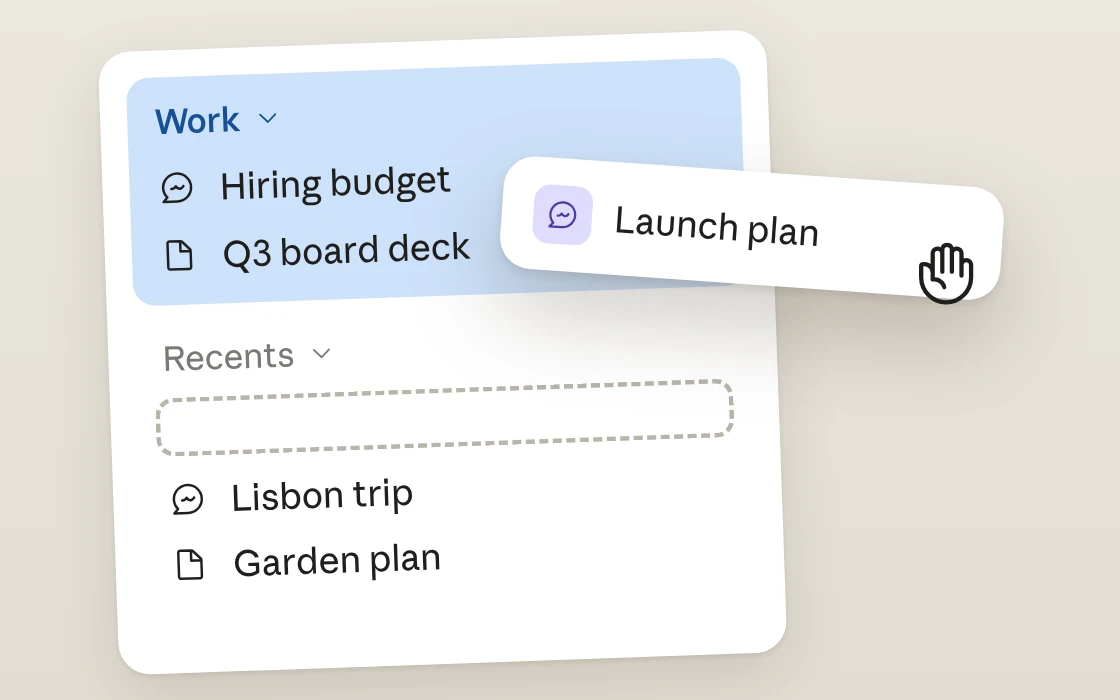 Work
Hiring budget
Launch plan
Q3 board deck
Recents
Lisbon trip
Garden plan